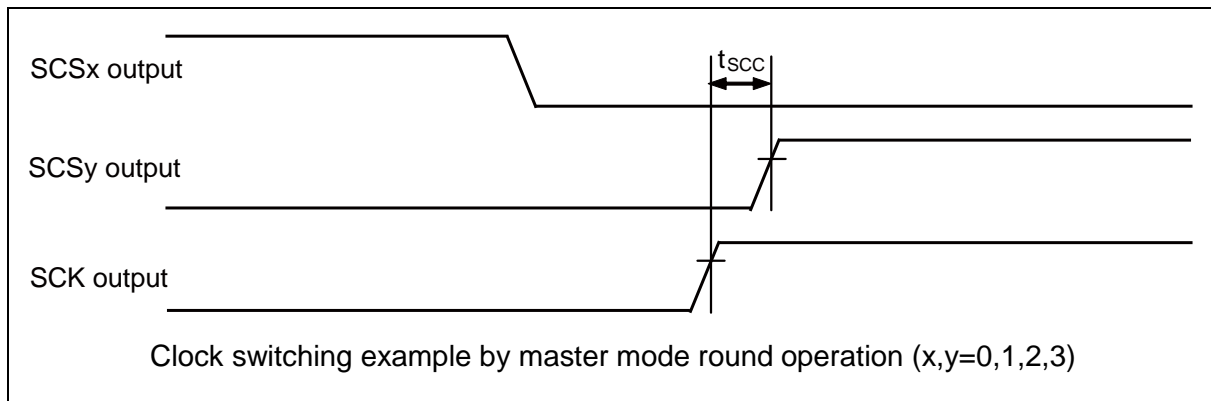 SCSx output
tSCC
SCSy output
SCK output
Clock switching example by master mode round operation (x,y=0,1,2,3)